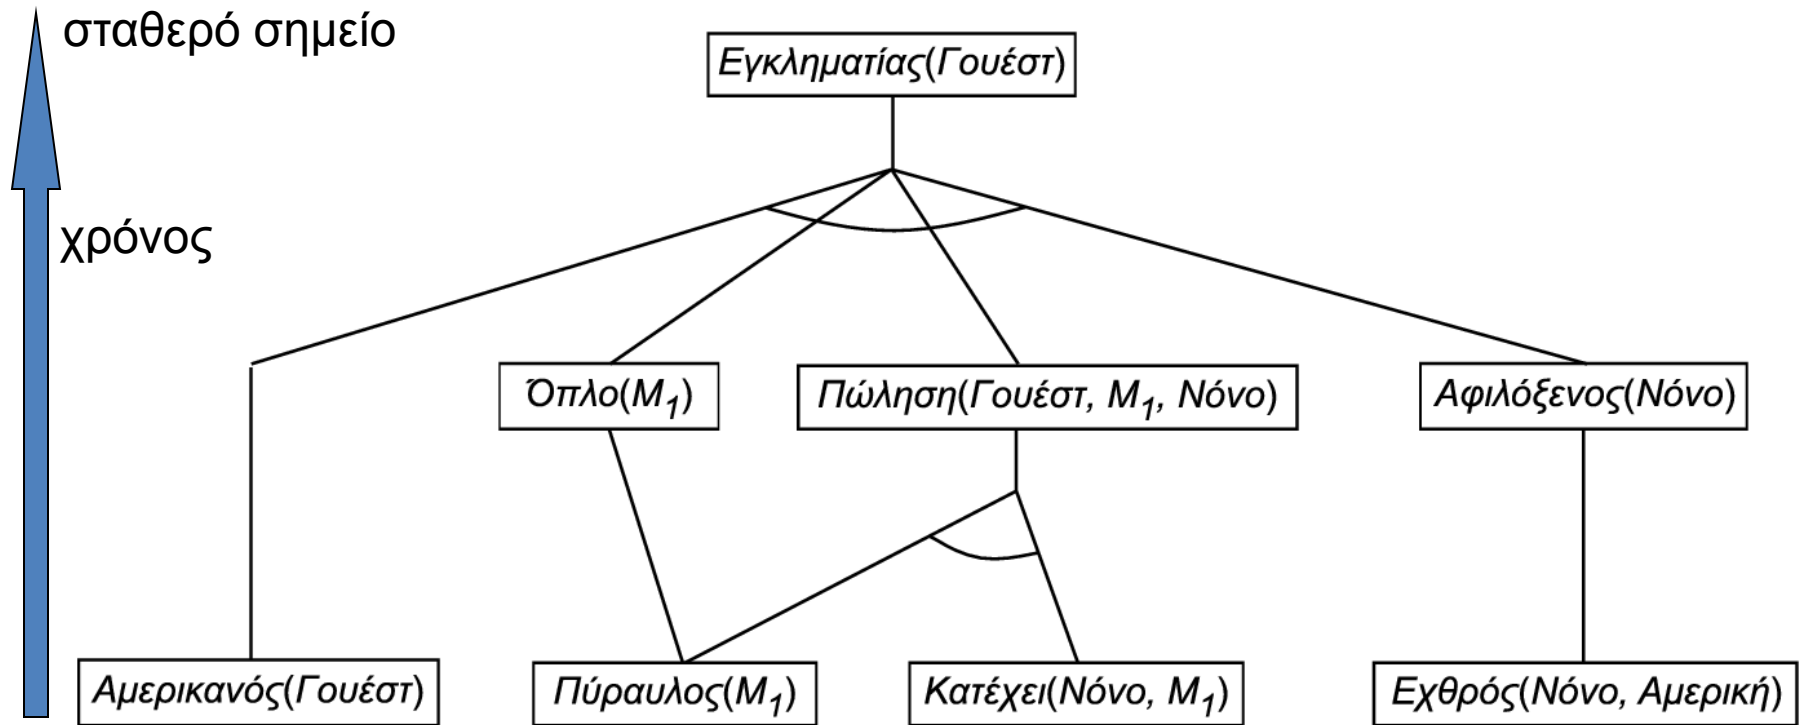 σταθερό σημείο
Εγκληματίας(Γουέστ)
χρόνος
Όπλο(M₁)
Πώληση(Γουέστ, M₁, Νόνο)
Αφιλόξενος(Νόνο)
Αμερικανός(Γουέστ)
Πύραυλος(M₁)
Κατέχει(Νόνο, M₁)
Εχθρός(Νόνο, Αμερική)